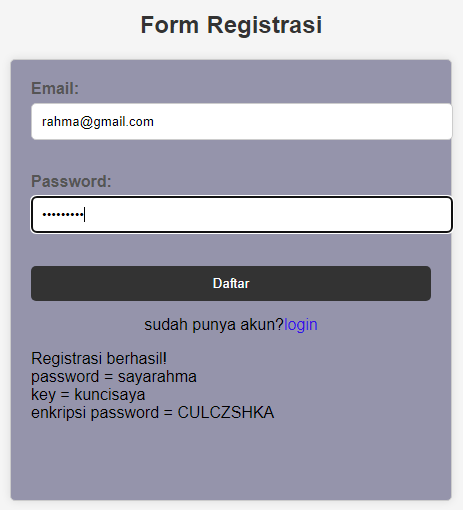 Form Registrasi
Email:
rahma@gmail.com
Password:
•••••••••
Daftar
sudah punya akun?login
Registrasi berhasil!
password = sayarahma
key = kuncisaya
enkripsi password = CULCZSHKA